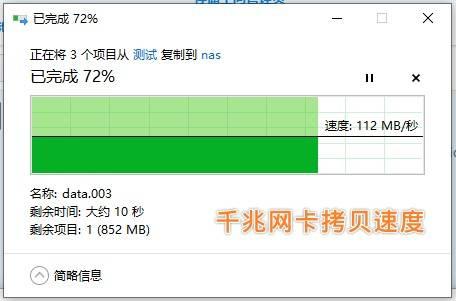 已完成 72%
正在将 3 个项目从 测试 复制到 nas
已完成 72%
速度: 112 MB/秒
名称: data.003
剩余时间: 大约 10 秒
剩余项目: 1 (852 MB)
千兆网卡拷贝速度
简略信息